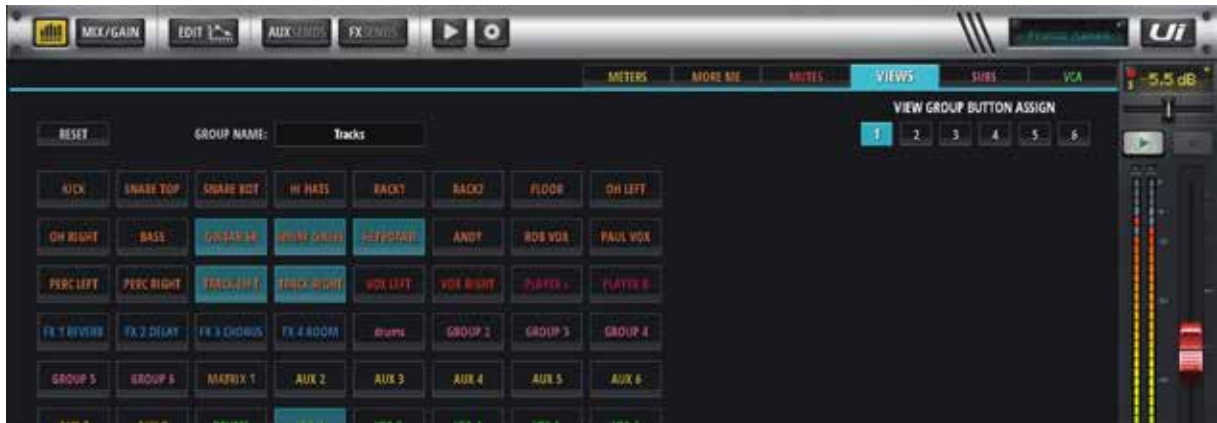 MIX/GAIN EDIT AUXSENDS FXSENDS Ui
METERS MORE ME MUTES VIEWS SUBS VCA -5.5 dB
VIEW GROUP BUTTON ASSIGN
RESET GROUP NAME: Tracks 1 2 3 4 5 6
KICK SNARE TOP SNARE BOT HI HATS RACK1 RACK2 FLOOR OH LEFT
OH RIGHT BASS KEYBOARD ANDY ROB VOX PAUL VOX
PERC LEFT PERC RIGHT TRACK LEFT TRACK RIGHT VOX LEFT VOX RIGHT PLAYER L PLAYER R
FX 1 REVERB FX 2 DELAY FX 3 CHORUS FX 4 ROOM drums GROUP 2 GROUP 3 GROUP 4
GROUP 5 GROUP 6 MATRIX 1 AUX 2 AUX 3 AUX 4 AUX 5 AUX 6